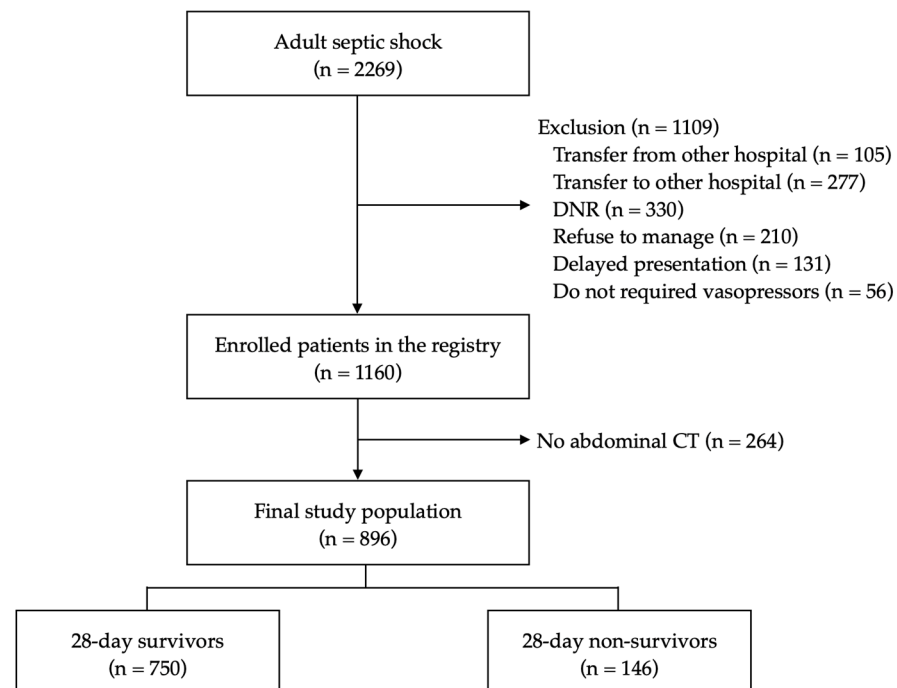 Adult septic shock
(n = 2269)
Exclusion (n = 1109)
Transfer from other hospital (n = 105)
Transfer to other hospital (n = 277)
DNR (n = 330)
Refuse to manage (n = 210)
Delayed presentation (n = 131)
Do not required vasopressors (n = 56)
Enrolled patients in the registry
(n = 1160)
No abdominal CT (n = 264)
Final study population
(n = 896)
28-day survivors
(n = 750)
28-day non-survivors
(n = 146)